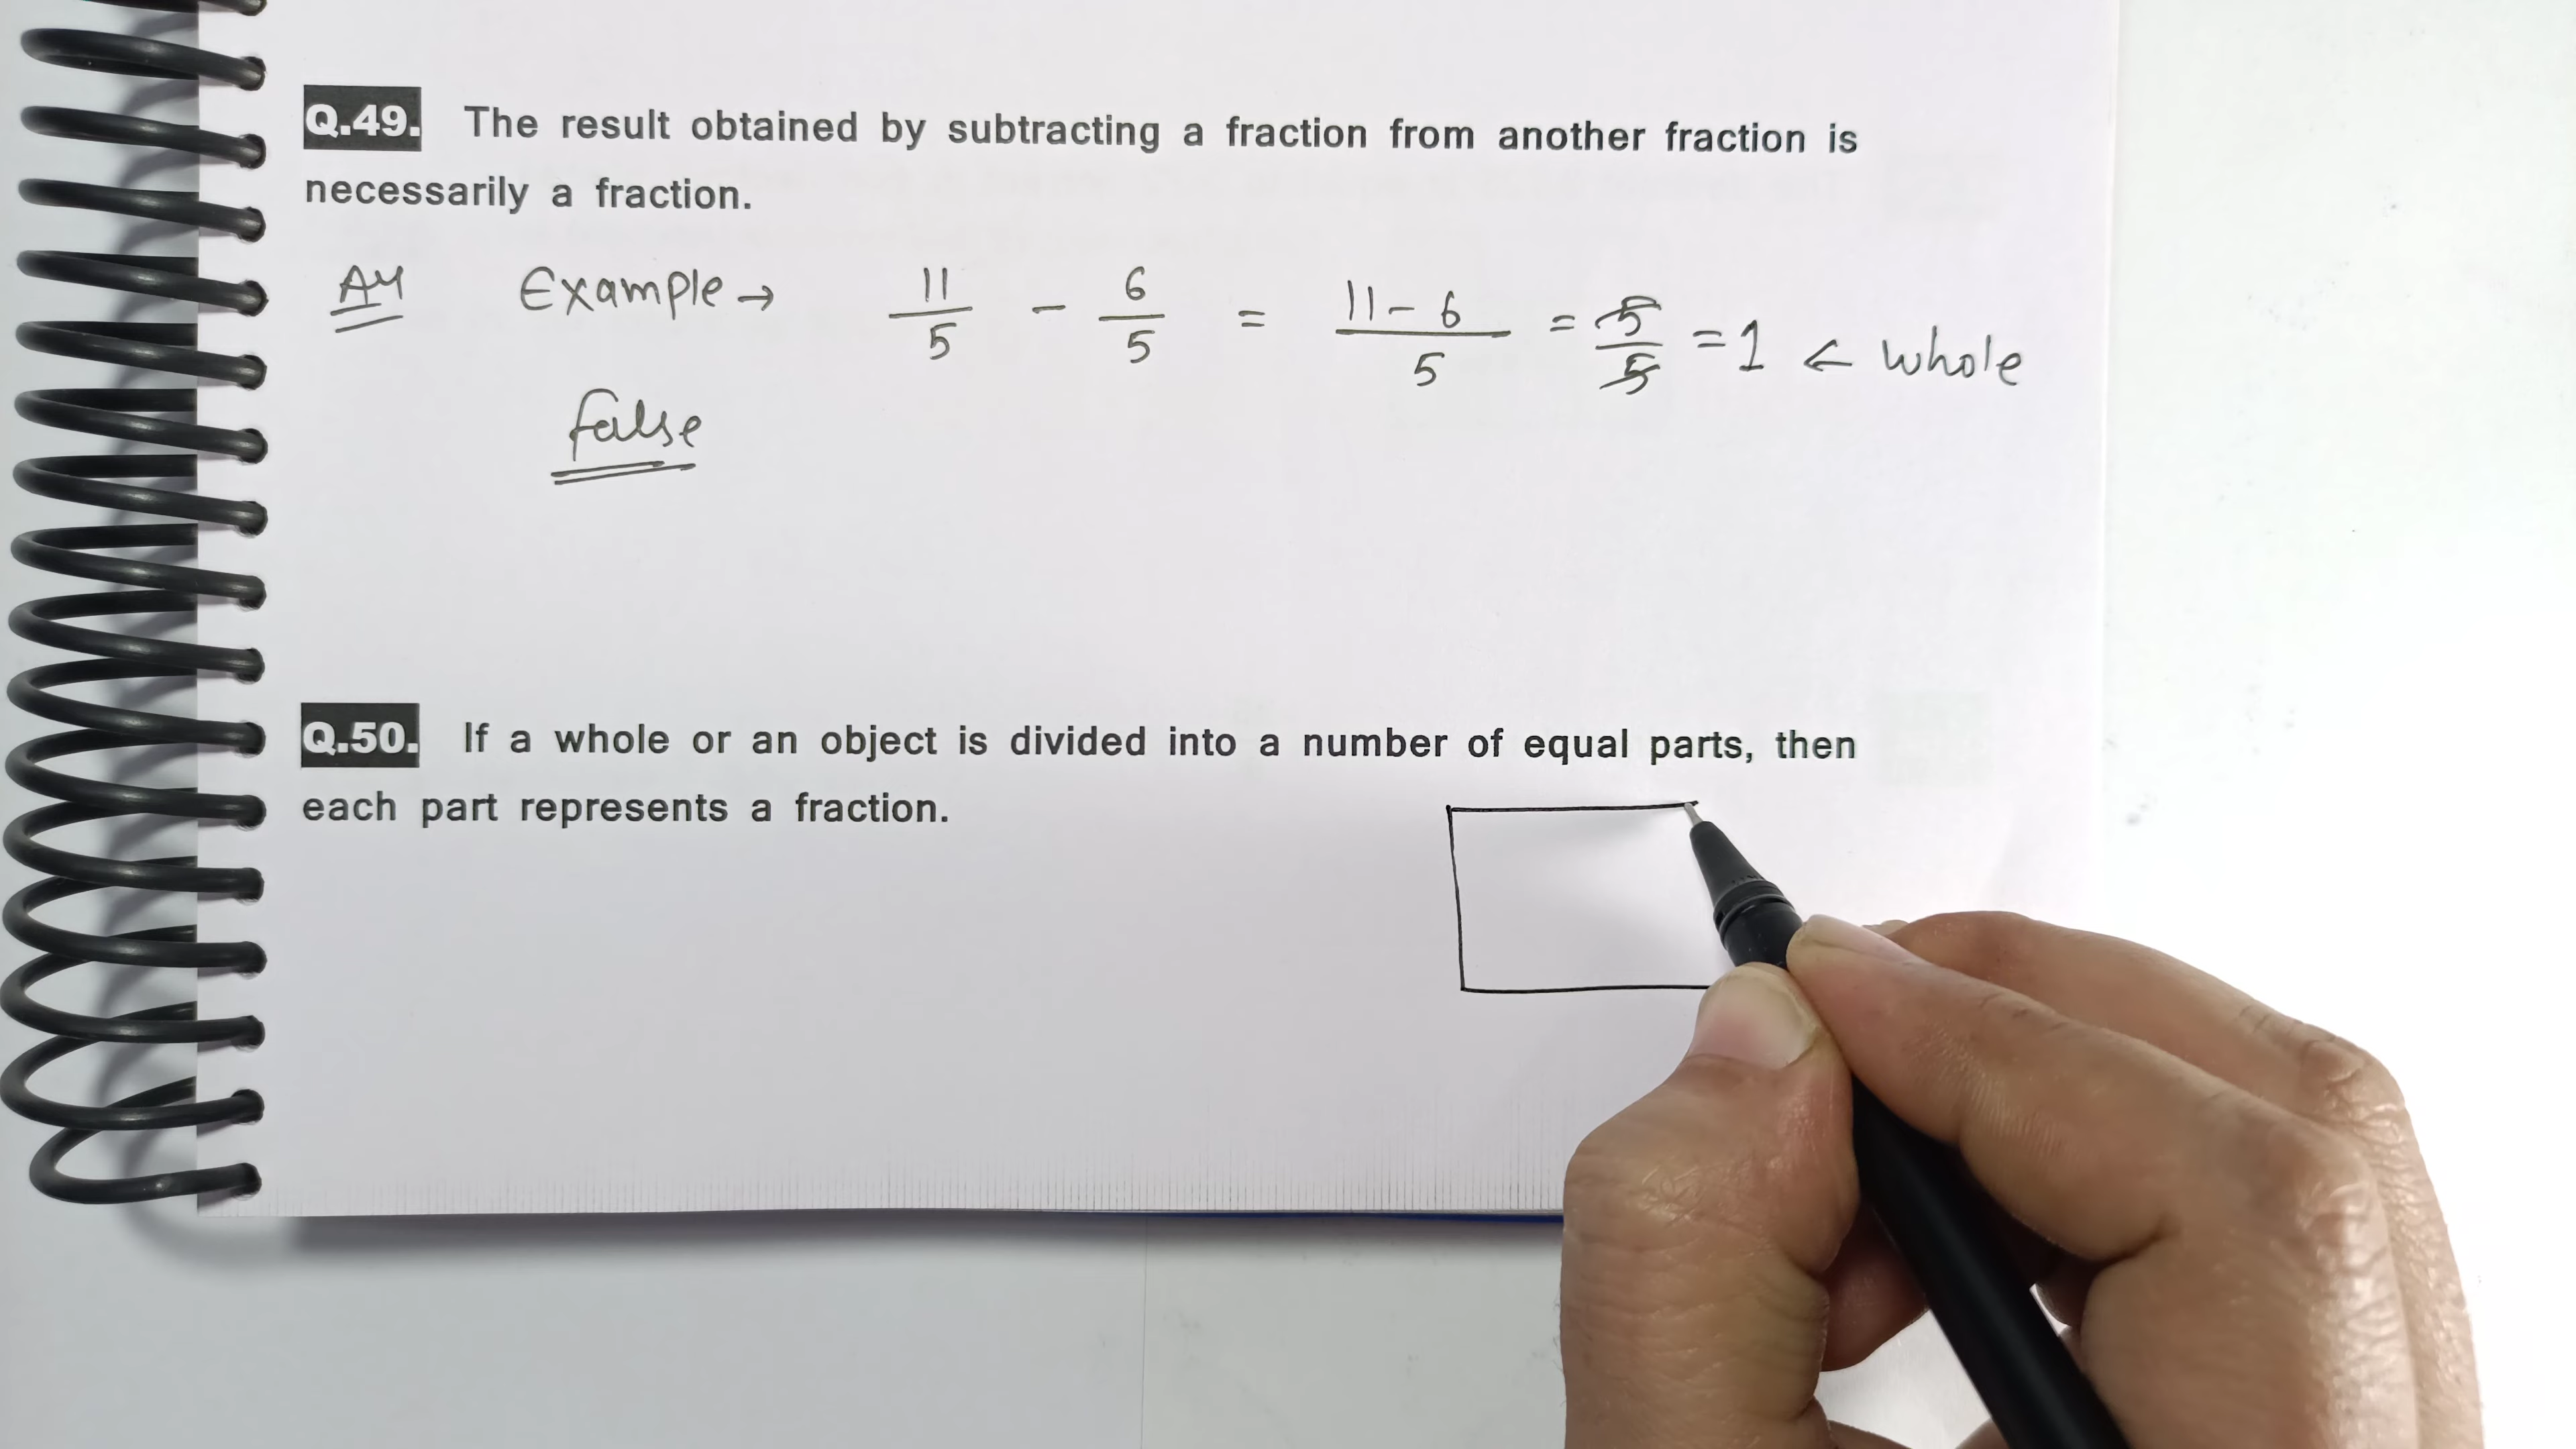 Q.49. The result obtained by subtracting a fraction from another fraction is
necessarily a fraction.
Example → 11/5 - 6/5 = 11-6/5 = 5/5 = 1 ← whole
false
Q.50. If a whole or an object is divided into a number of equal parts, then
each part represents a fraction.